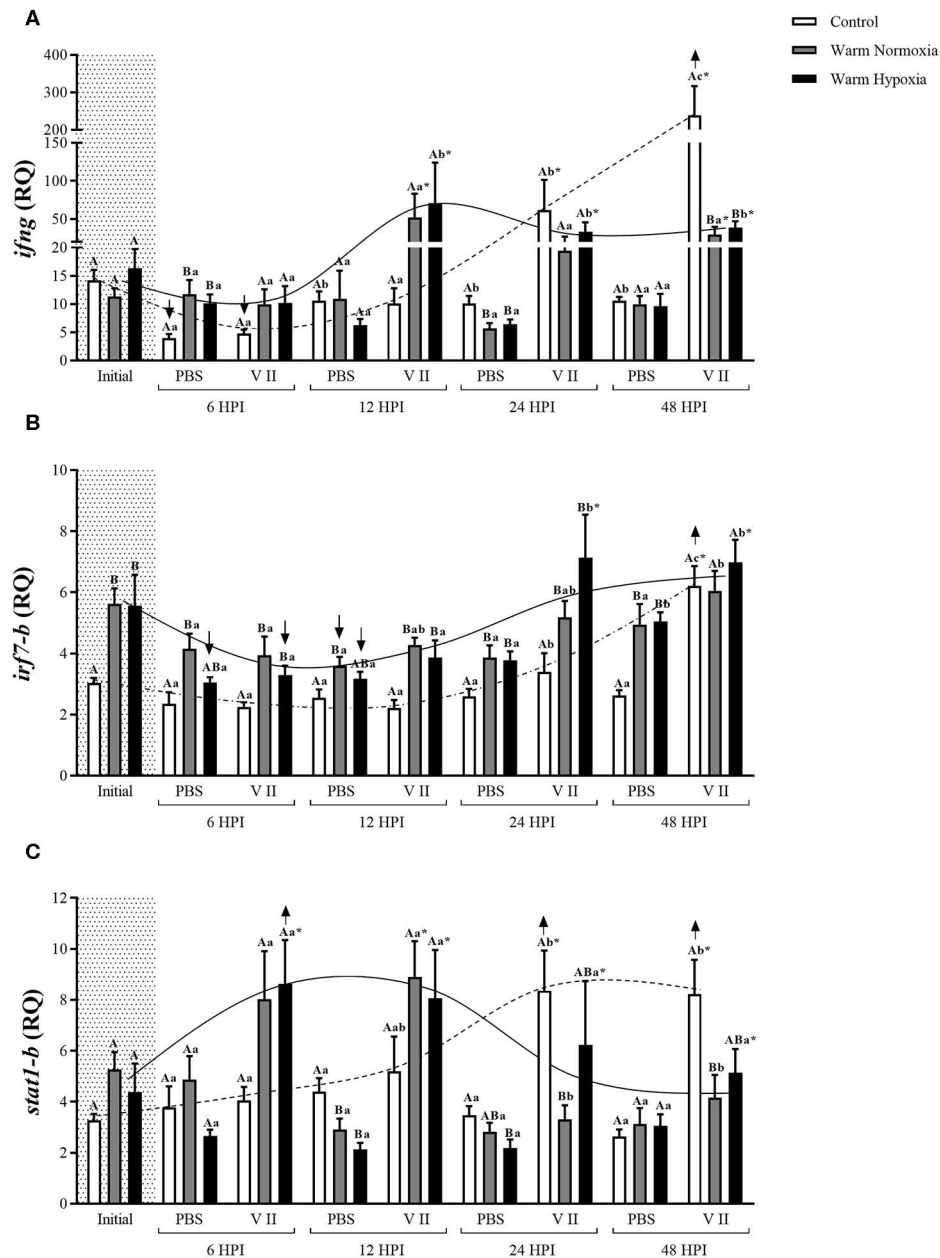 A
Control
Warm Normoxia
Warm Hypoxia
ifng (RQ)
400
300
200
150
100
50
20
15
10
5
0
A A A
Aa Ba Ba
Aa Aa Aa
Ab Aa Aa
Aa Aa* Ab*
Ab Ba Ba
Ab* Aa Ab*
Ab Aa Aa
Ac* Ba* Bb*
Initial PBS V II PBS V II PBS V II PBS V II
6 HPI 12 HPI 24 HPI 48 HPI
B
irf7-b (RQ)
10
8
6
4
2
0
A B B
Aa Ba ABa
Aa Ba Ba
Aa Ba ABa
Aa Bab Ba
Aa Ba Ba
Ab Bab Bb*
Aa Ba Bb
Ac* Ab Ab*
Initial PBS V II PBS V II PBS V II PBS V II
6 HPI 12 HPI 24 HPI 48 HPI
C
stat1-b (RQ)
12
10
8
6
4
2
0
A A A
Aa Aa Aa
Aa Aa Aa*
Aa Ba Ba
Aab Aa* Aa*
Aa ABa Ba
Ab* Bb ABa*
Aa Aa Aa
Ab* Bb ABa*
Initial PBS V II PBS V II PBS V II PBS V II
6 HPI 12 HPI 24 HPI 48 HPI